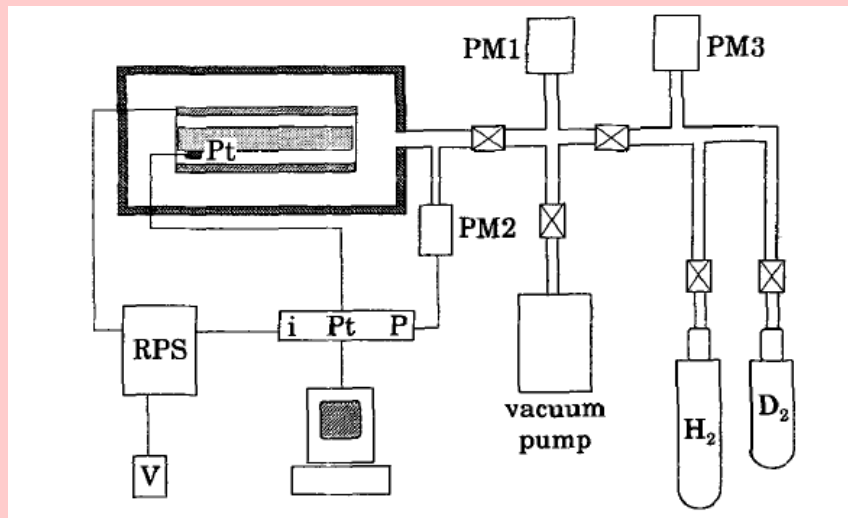 PM1
PM3
Pt
PM2
i Pt P
RPS
vacuum
pump
H₂
D₂
V